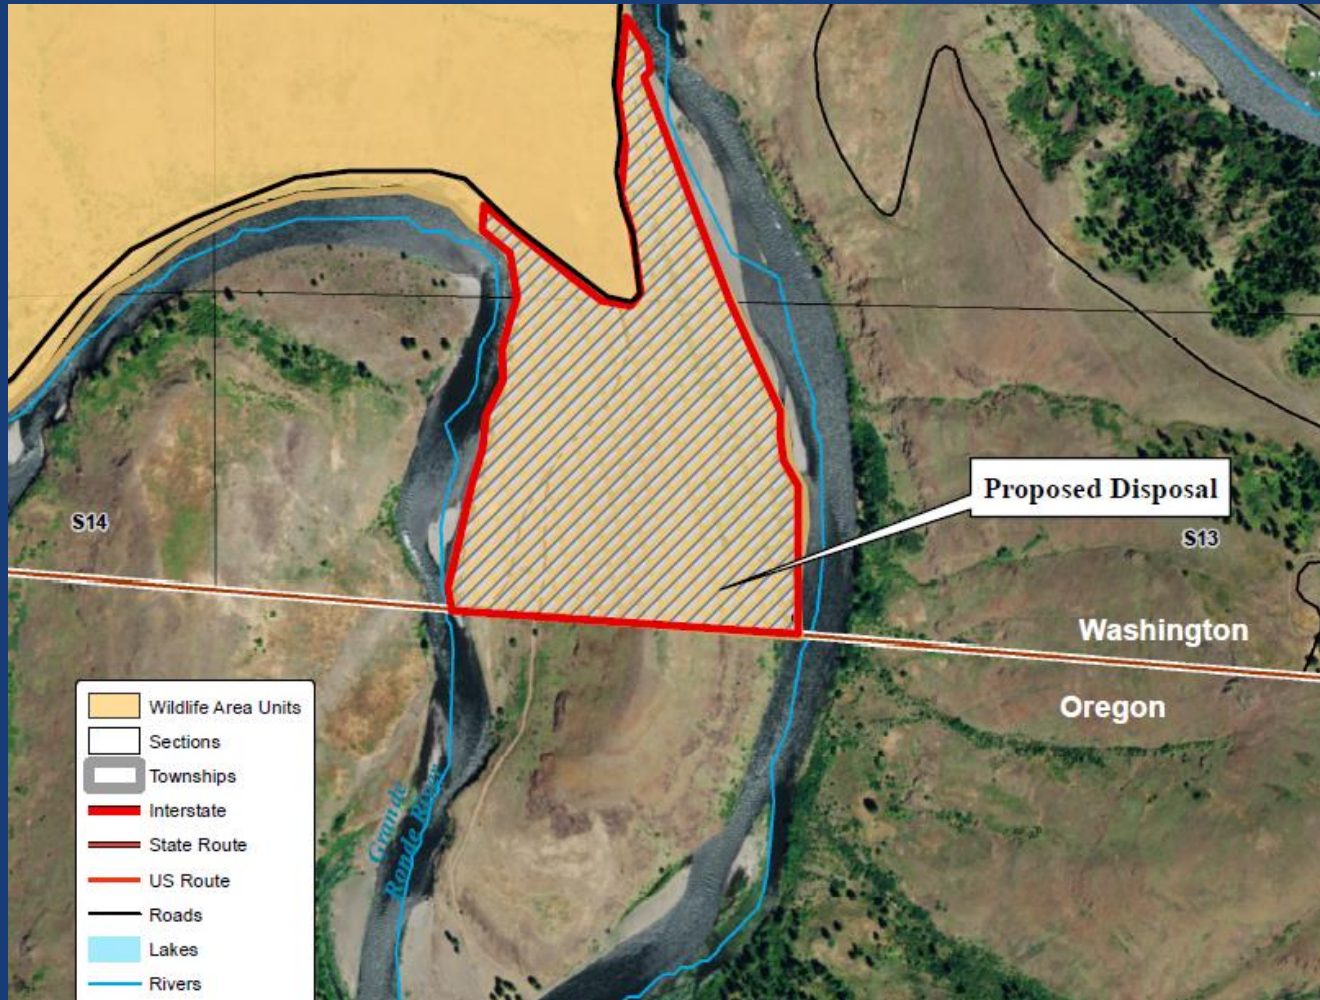 Proposed Disposal
S14
S13
Washington
Oregon
Grande
Ronde River
Wildlife Area Units
Sections
Townships
Interstate
State Route
US Route
Roads
Lakes
Rivers